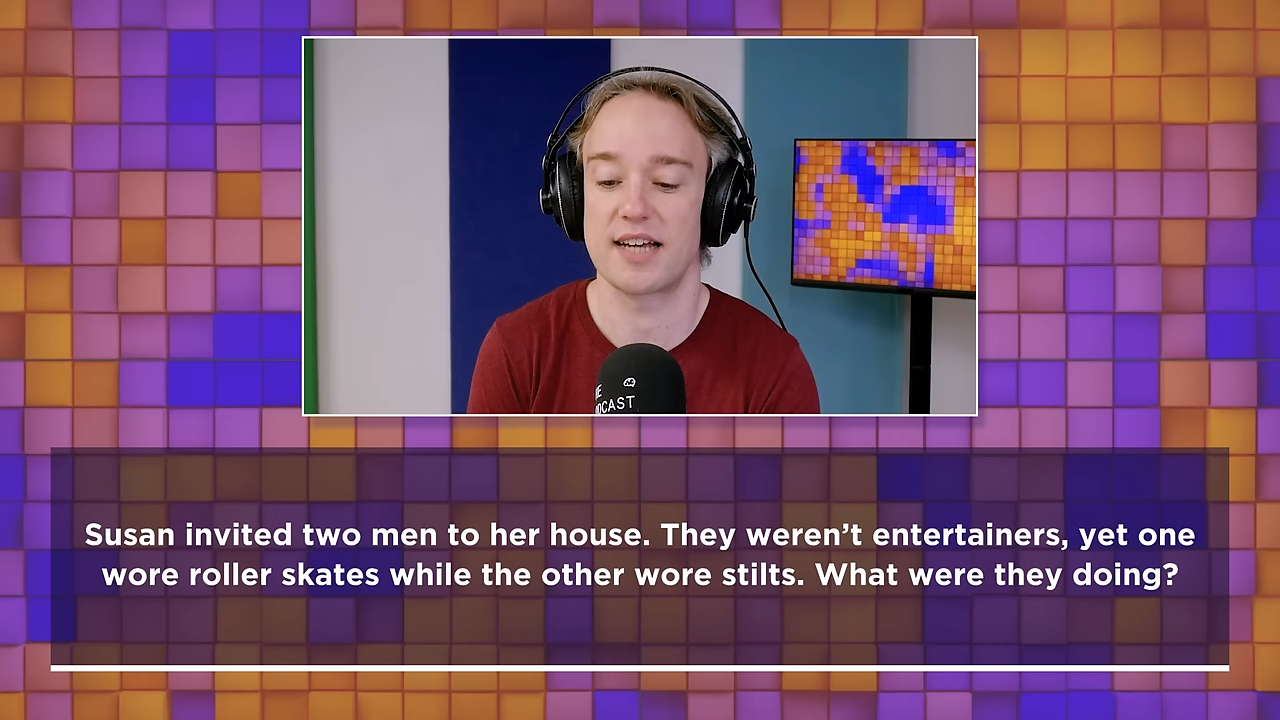 OCAST
Susan invited two men to her house. They weren’t entertainers, yet one
wore roller skates while the other wore stilts. What were they doing?